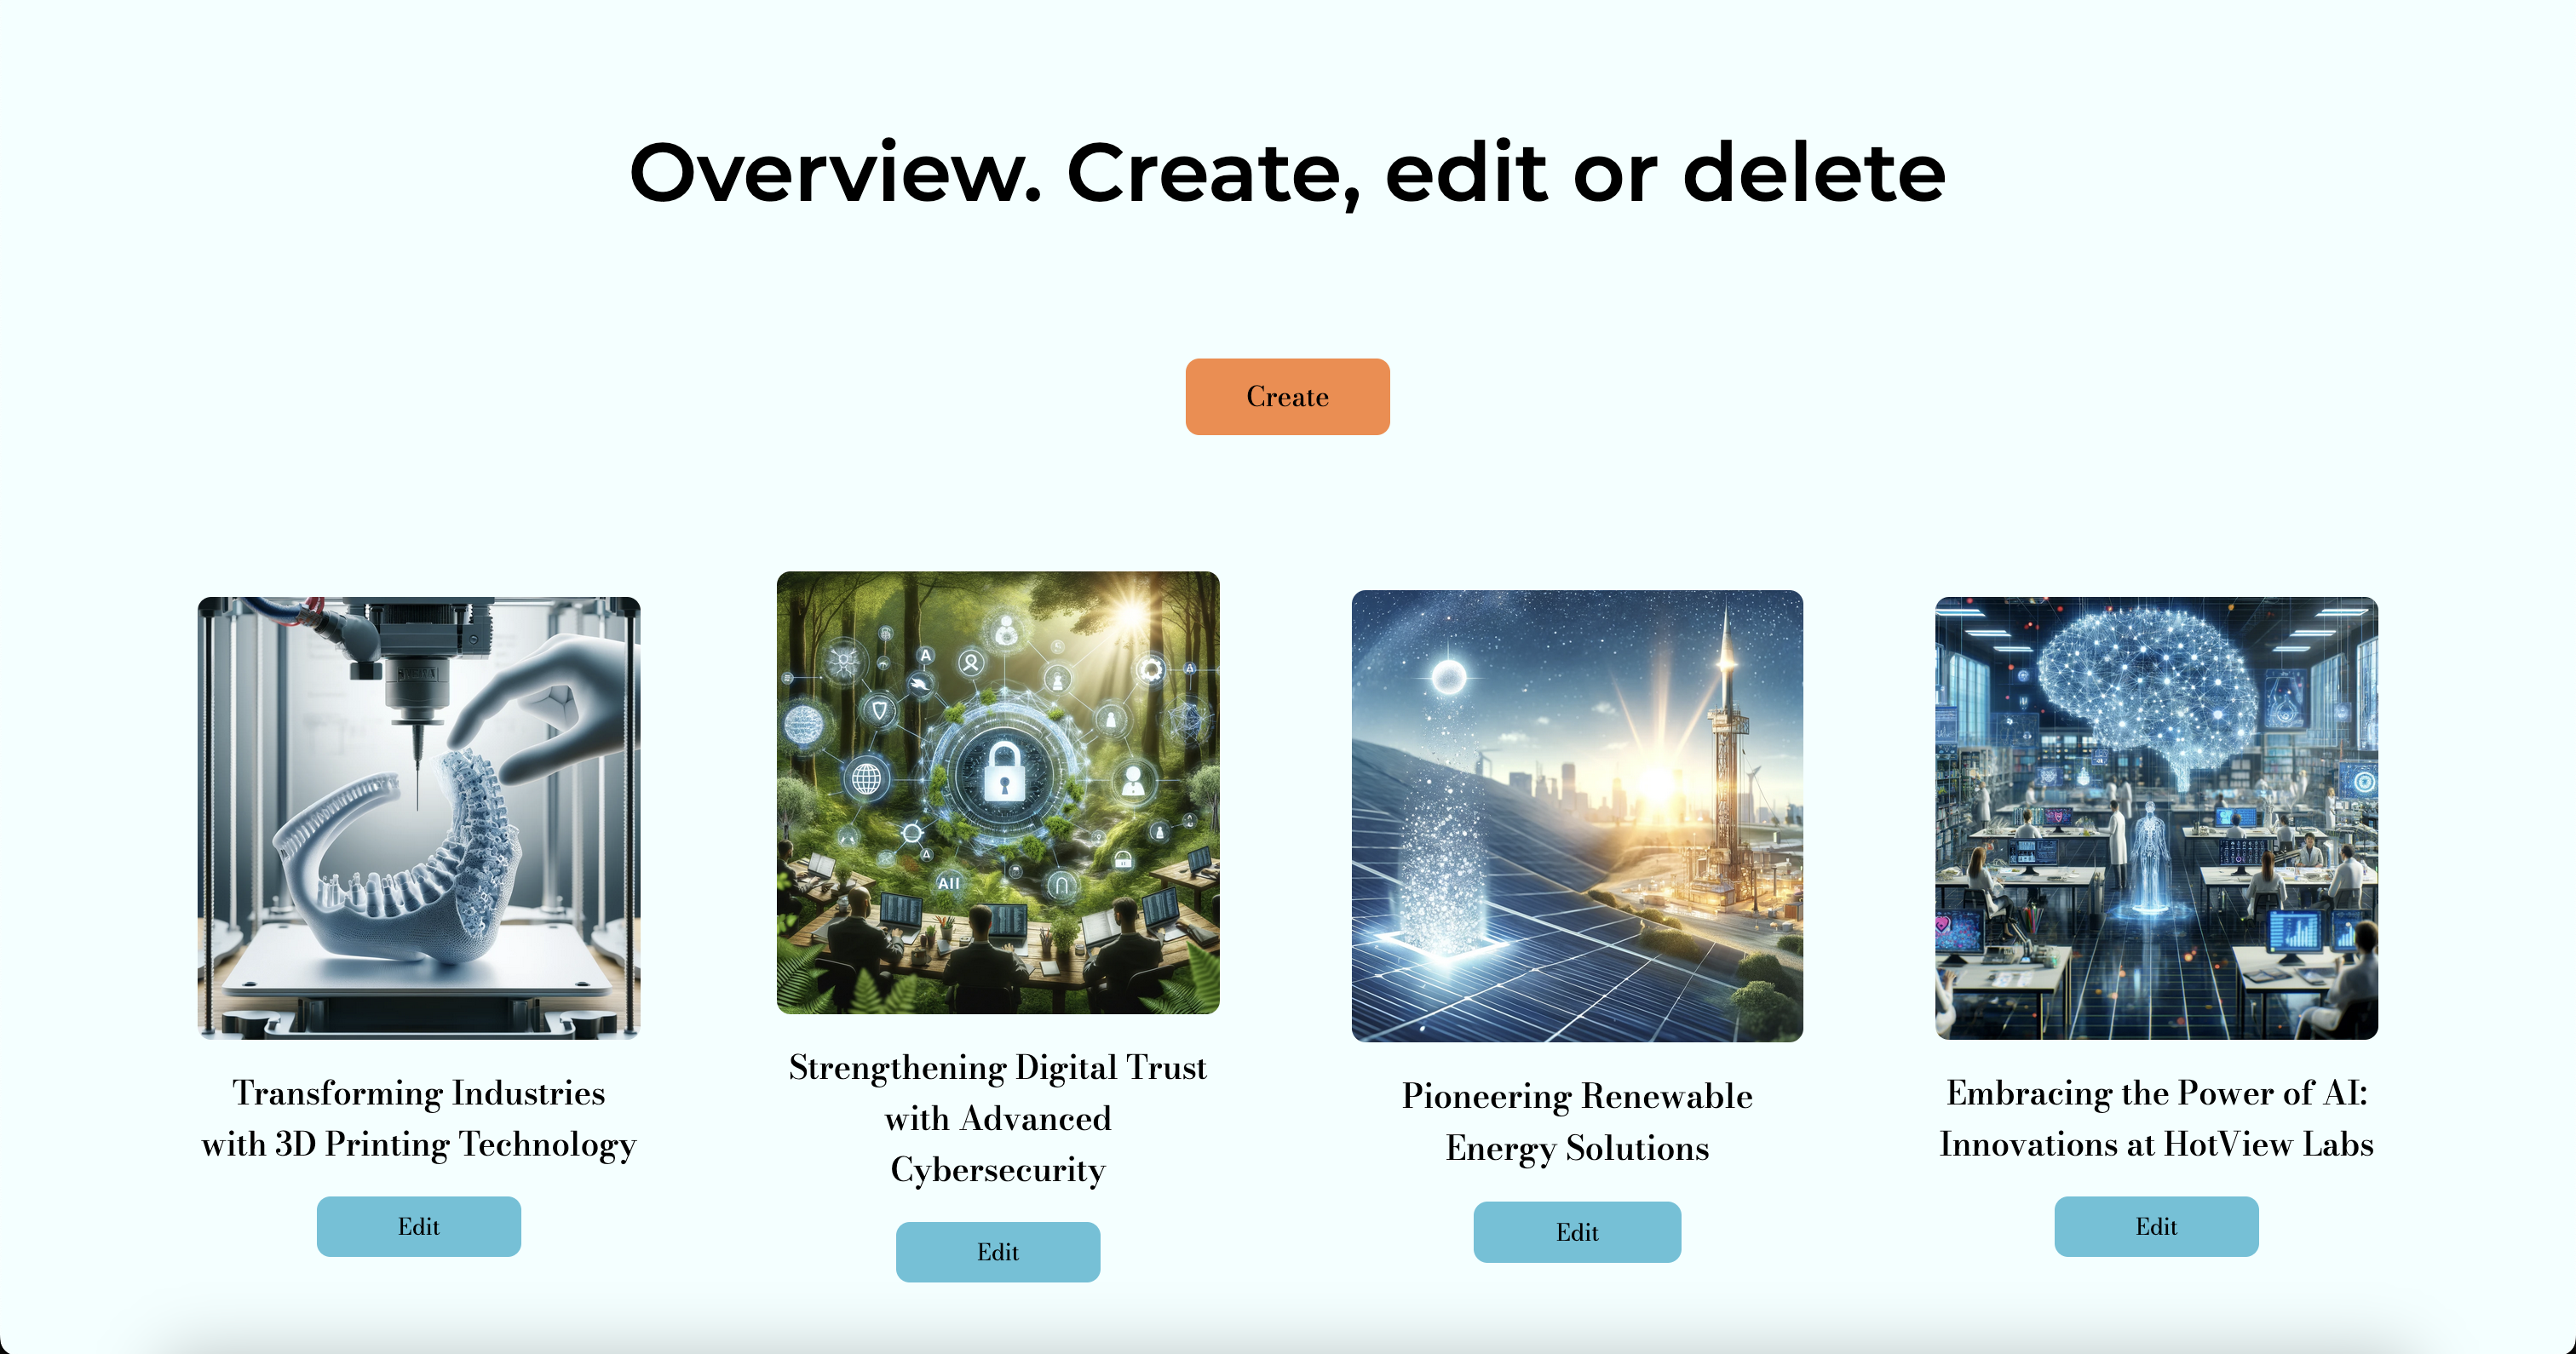 Overview. Create, edit or delete
Create
Transforming Industries
with 3D Printing Technology
Edit
Strengthening Digital Trust
with Advanced
Cybersecurity
Edit
Pioneering Renewable
Energy Solutions
Edit
Embracing the Power of AI:
Innovations at HotView Labs
Edit